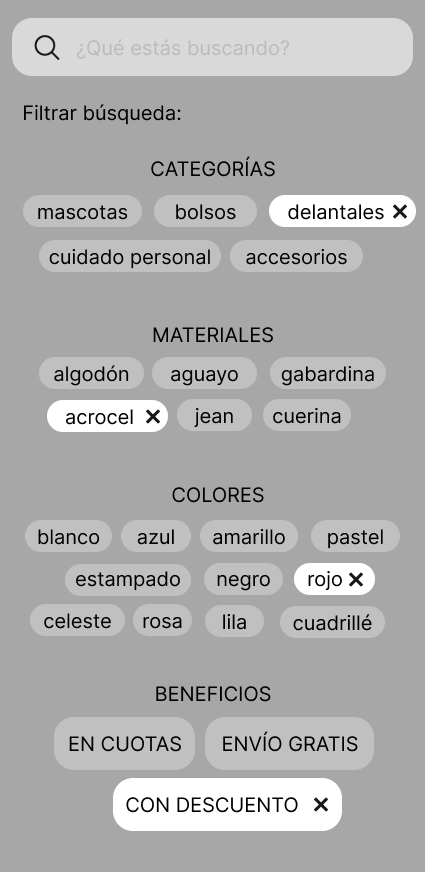 ¿Qué estás buscando?
Filtrar búsqueda:
CATEGORÍAS
mascotas bolsos delantales ×
cuidado personal accesorios
MATERIALES
algodón aguayo gabardina
acrocel × jean cuerina
COLORES
blanco azul amarillo pastel
estampado negro rojo ×
celeste rosa lila cuadrillé
BENEFICIOS
EN CUOTAS ENVÍO GRATIS
CON DESCUENTO ×